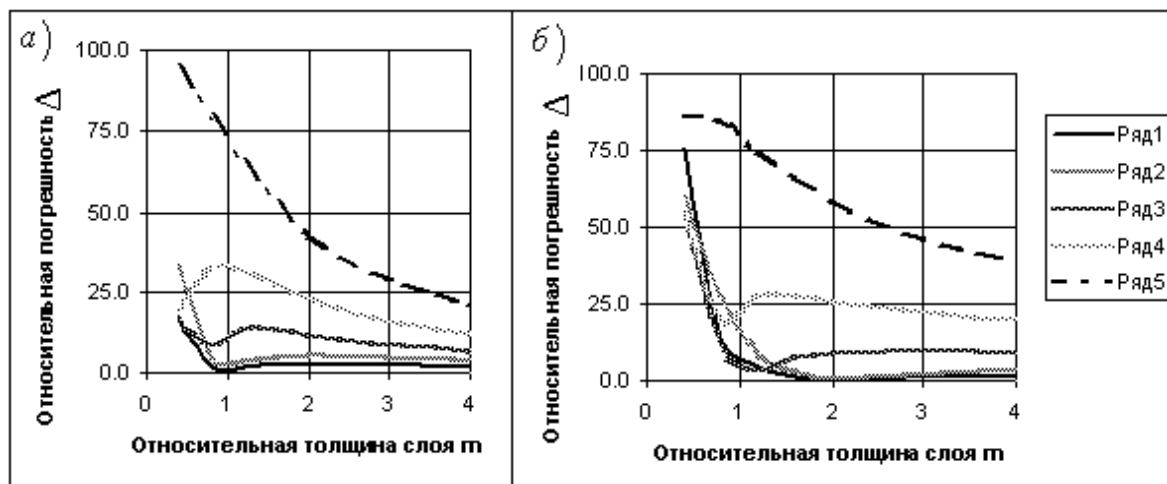 а)
Относительная погрешность Δ
100.0
75.0
50.0
25.0
0.0
0 1 2 3 4
Относительная толщина слоя m
б)
Относительная погрешность Δ
100.0
75.0
50.0
25.0
0.0
0 1 2 3 4
Относительная толщина слоя m
Ряд1
Ряд2
Ряд3
Ряд4
Ряд5